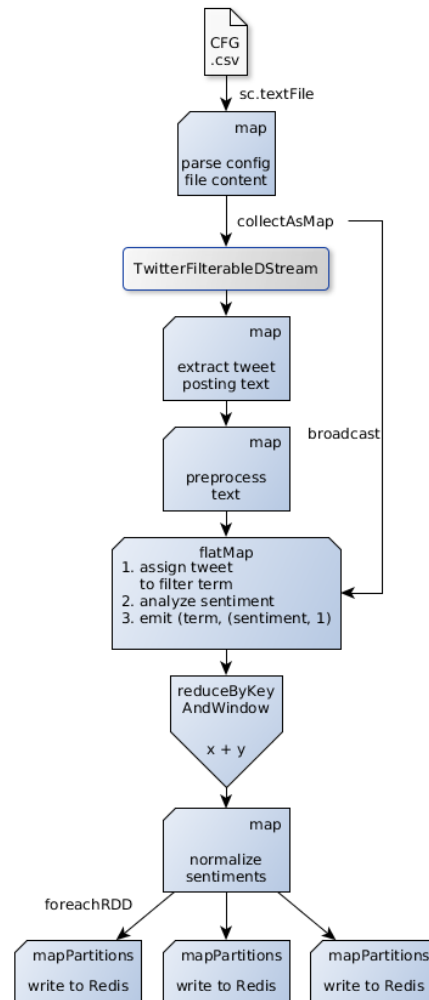 CFG
.csv
sc.textFile
map
parse config
file content
collectAsMap
TwitterFilterableDStream
map
extract tweet
posting text
broadcast
map
preprocess
text
flatMap
1. assign tweet
to filter term
2. analyze sentiment
3. emit (term, (sentiment, 1)
reduceByKey
AndWindow
x + y
map
normalize
sentiments
foreachRDD
mapPartitions
write to Redis
mapPartitions
write to Redis
mapPartitions
write to Redis